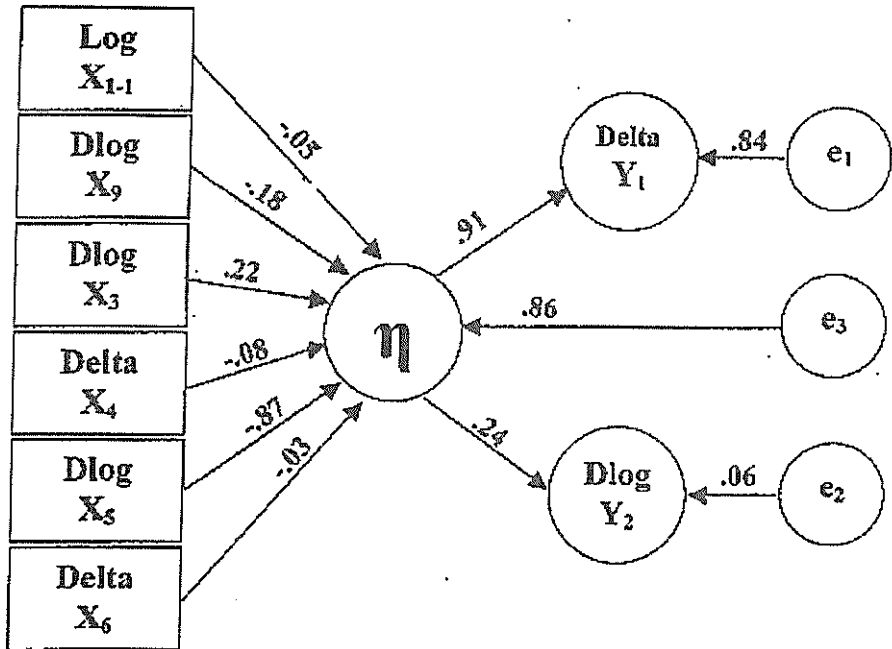 Log
X1-1
Dlog
X9
Dlog
X3
Delta
X4
Dlog
X5
Delta
X6
-.05
-.18
.22
-.08
-.87
-.03
η
.91
.86
.24
Delta
Y1
.84
e1
e3
Dlog
Y2
.06
e2